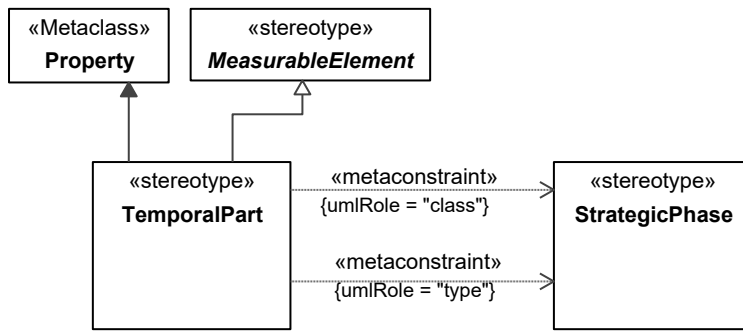 «Metaclass»
Property
«stereotype»
MeasurableElement
«stereotype»
TemporalPart
«metaconstraint»
{umlRole = "class"}
«metaconstraint»
{umlRole = "type"}
«stereotype»
StrategicPhase